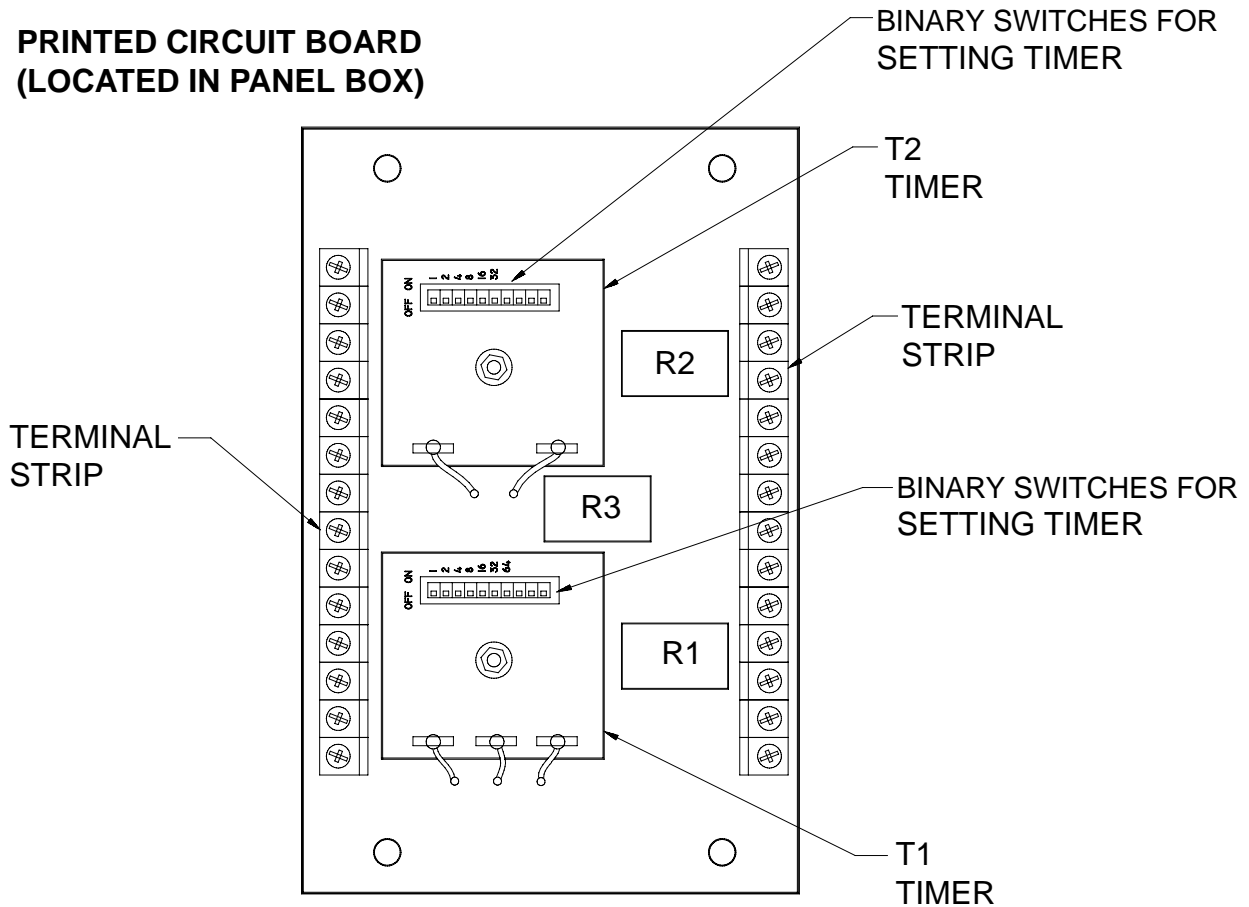 PRINTED CIRCUIT BOARD
(LOCATED IN PANEL BOX)
BINARY SWITCHES FOR
SETTING TIMER
T2
TIMER
OFF ON
1 2 4 8 16 32
R2
TERMINAL
STRIP
TERMINAL
STRIP
R3
BINARY SWITCHES FOR
SETTING TIMER
OFF ON
1 2 4 8 16 32 64
R1
T1
TIMER